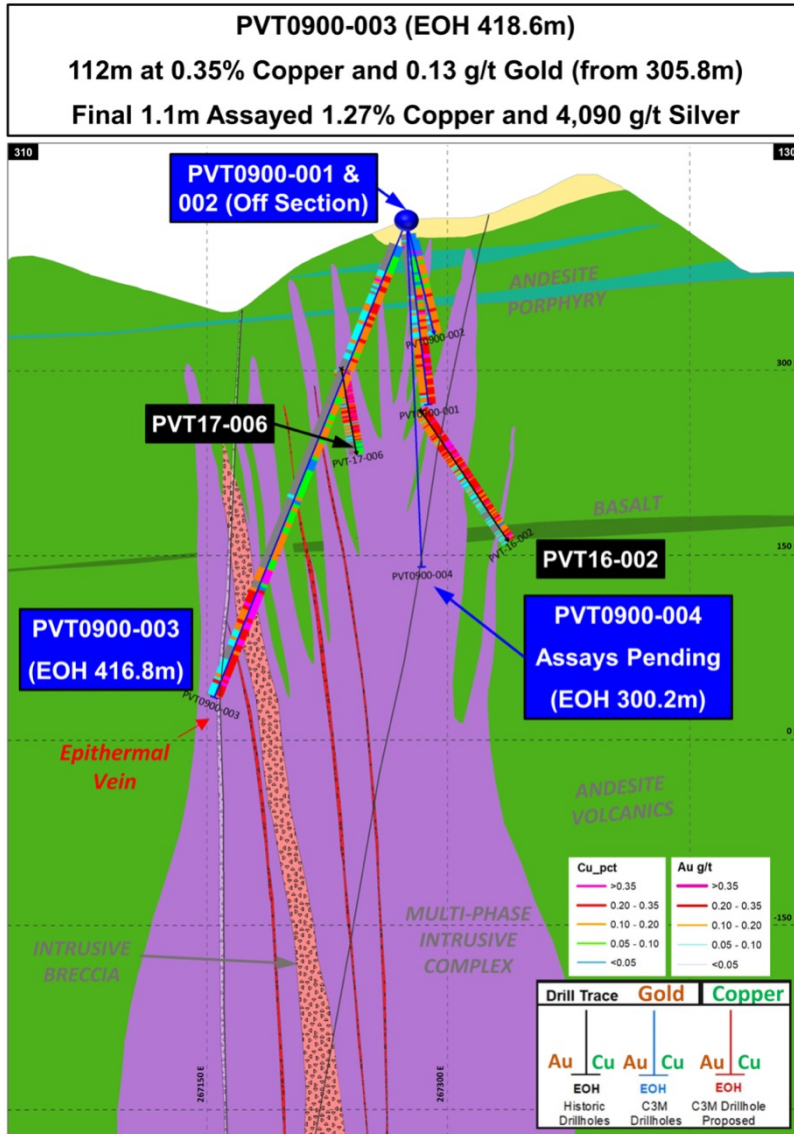 PVT0900-003 (EOH 418.6m)
112m at 0.35% Copper and 0.13 g/t Gold (from 305.8m)
Final 1.1m Assayed 1.27% Copper and 4,090 g/t Silver
310
130
PVT0900-001 &
002 (Off Section)
ANDESITE
PORPHYRY
PVT0900-002
300
PVT17-006
PVT0900-001
PVT-17-006
BASALT
PVT-16-002
PVT16-002
150
PVT0900-004
PVT0900-003
(EOH 416.8m)
PVT0900-004
Assays Pending
(EOH 300.2m)
PVT0900-003
Epithermal
Vein
0
ANDESITE
VOLCANICS
Cu_pct
>0.35
0.20 - 0.35
0.10 - 0.20
0.05 - 0.10
<0.05
Au g/t
>0.35
0.20 - 0.35
0.10 - 0.20
0.05 - 0.10
<0.05
-150
INTRUSIVE
BRECCIA
MULTI-PHASE
INTRUSIVE
COMPLEX
Drill Trace Gold Copper
Au Cu Au Cu Au Cu
EOH EOH EOH
Historic Drillholes
C3M Drillholes
C3M Drillhole Proposed
267150 E
267300 E